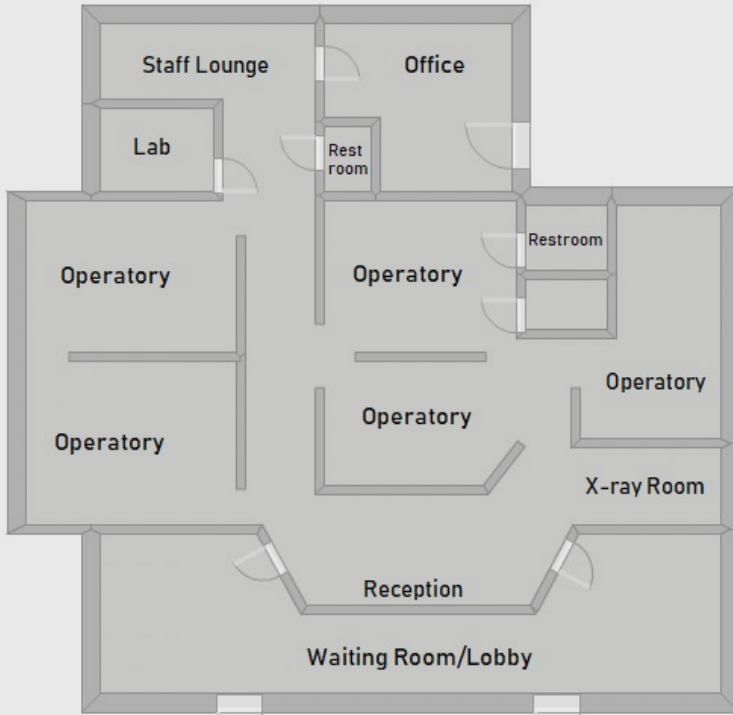 Staff Lounge
Office
Lab
Rest
room
Restroom
Operatory
Operatory
Operatory
Operatory
Operatory
X-ray Room
Reception
Waiting Room/Lobby